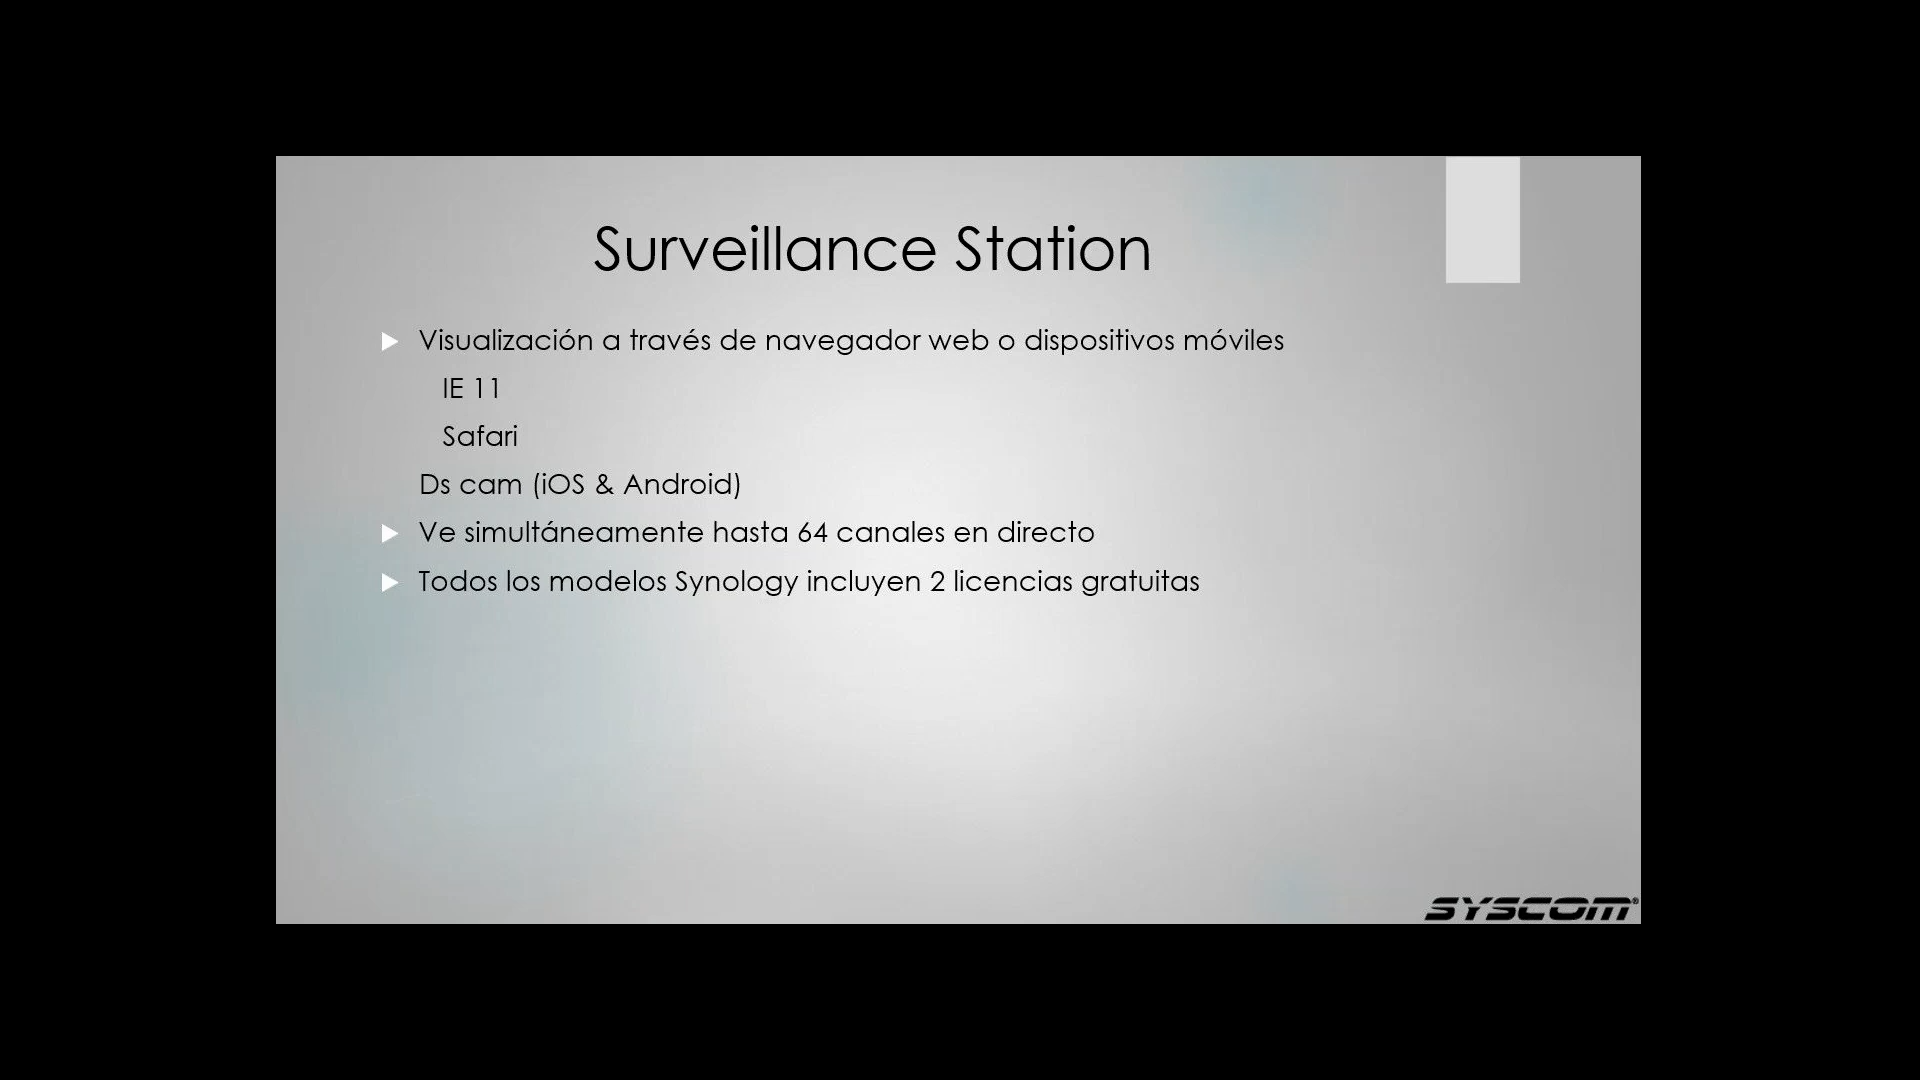 Surveillance Station
Visualización a través de navegador web o dispositivos móviles
IE 11
Safari
Ds cam (iOS & Android)
Ve simultáneamente hasta 64 canales en directo
Todos los modelos Synology incluyen 2 licencias gratuitas
SYSCOM®